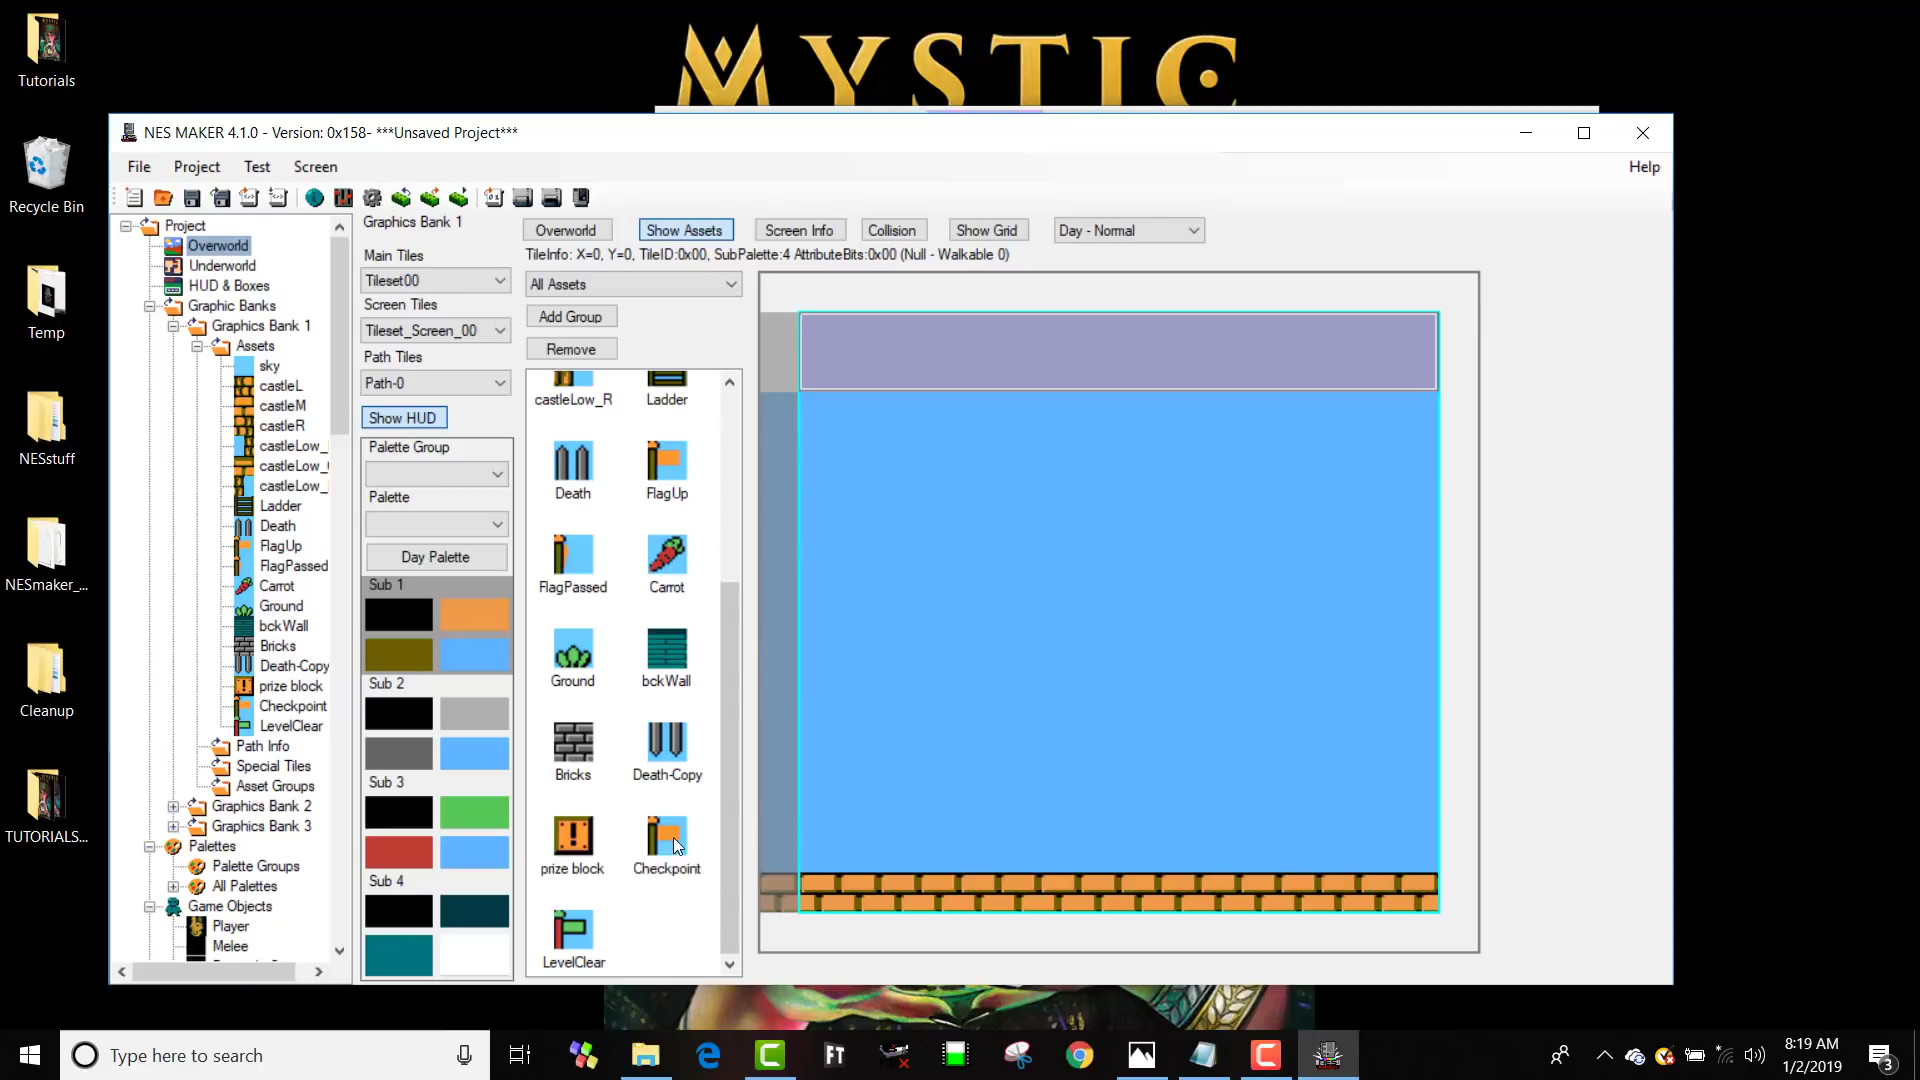 MYSTIC
Tutorials
Recycle Bin
Temp
NESstuff
NESmaker_...
Cleanup
TUTORIALS...
NES MAKER 4.1.0 - Version: 0x158- ***Unsaved Project***
File Project Test Screen Help
Project
Overworld
Underworld
HUD & Boxes
Graphic Banks
Graphics Bank 1
Assets
sky
castleL
castleM
castleR
castleLow_
castleLow_
castleLow_
Ladder
Death
FlagUp
FlagPassed
Carrot
Ground
bckWall
Bricks
Death-Copy
prize block
Checkpoint
LevelClear
Path Info
Special Tiles
Asset Groups
Graphics Bank 2
Graphics Bank 3
Palettes
Palette Groups
All Palettes
Game Objects
Player
Melee
Graphics Bank 1
Main Tiles
Tileset00
Screen Tiles
Tileset_Screen_00
Path Tiles
Path-0
Show HUD
Palette Group
Palette
Day Palette
Sub 1
Sub 2
Sub 3
Sub 4
Overworld Show Assets Screen Info Collision Show Grid Day - Normal
TileInfo: X=0, Y=0, TileID:0x00, SubPalette:4 AttributeBits:0x00 (Null - Walkable 0)
All Assets
Add Group
Remove
castleLow_R Ladder
Death FlagUp
FlagPassed Carrot
Ground bckWall
Bricks Death-Copy
prize block Checkpoint
LevelClear
Type here to search
FT
8:19 AM
1/2/2019
3